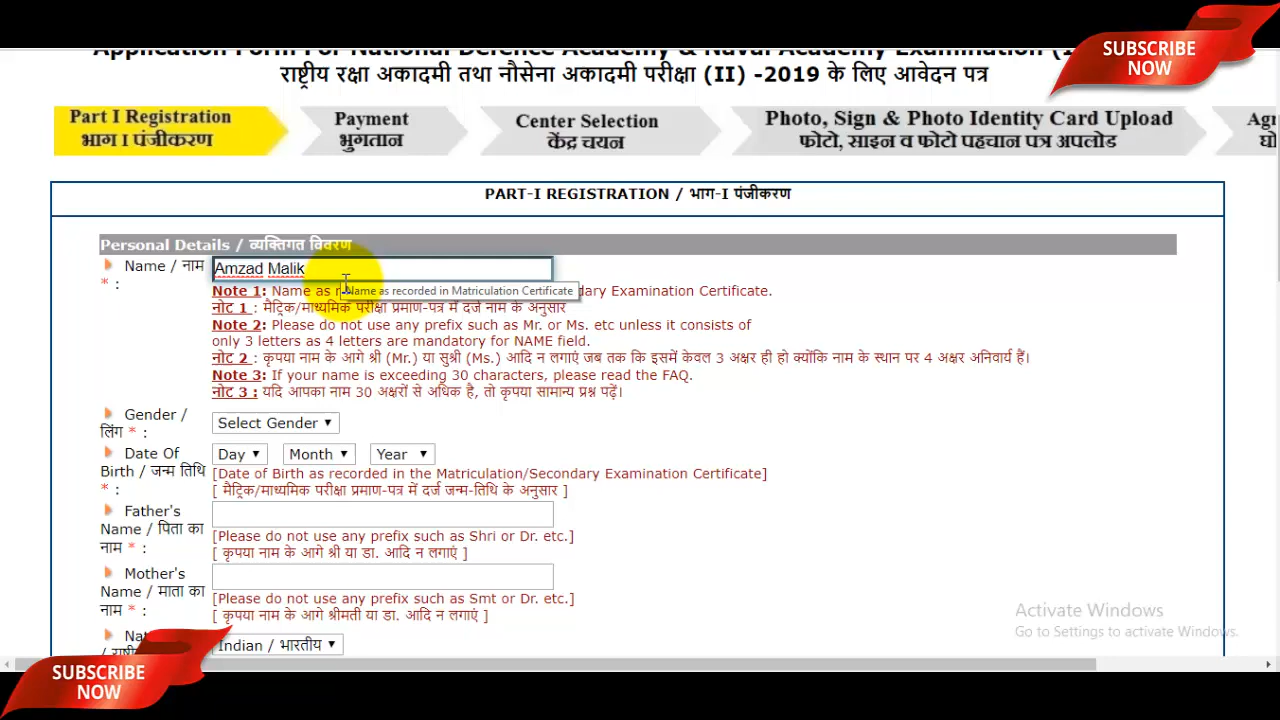 Application Form For National Defence Academy & Naval Academy Examination
राष्ट्रीय रक्षा अकादमी तथा नौसेना अकादमी परीक्षा (II) -2019 के लिए आवेदन पत्र
SUBSCRIBE
NOW
Part I Registration
भाग I पंजीकरण
Payment
भुगतान
Center Selection
केंद्र चयन
Photo, Sign & Photo Identity Card Upload
फोटो, साइन व फोटो पहचान पत्र अपलोड
PART-I REGISTRATION / भाग-I पंजीकरण
Personal Details / व्यक्तिगत विवरण
Name / नाम
* :
Amzad Malik
Name as recorded in Matriculation Certificate
Note 1: Name as dary Examination Certificate.
नोट 1 : मैट्रिक/माध्यमिक परीक्षा प्रमाण-पत्र में दर्ज नाम के अनुसार
Note 2: Please do not use any prefix such as Mr. or Ms. etc unless it consists of
only 3 letters as 4 letters are mandatory for NAME field.
नोट 2 : कृपया नाम के आगे श्री (Mr.) या सुश्री (Ms.) आदि न लगाएं जब तक कि इसमें केवल 3 अक्षर ही हो क्योंकि नाम के स्थान पर 4 अक्षर अनिवार्य हैं।
Note 3: If your name is exceeding 30 characters, please read the FAQ.
नोट 3 : यदि आपका नाम 30 अक्षरों से अधिक है, तो कृपया सामान्य प्रश्न पढ़ें।
Gender /
लिंग * :
Select Gender
Date Of
Birth / जन्म तिथि
* :
Day Month Year
[Date of Birth as recorded in the Matriculation/Secondary Examination Certificate]
[ मैट्रिक/माध्यमिक परीक्षा प्रमाण-पत्र में दर्ज जन्म-तिथि के अनुसार ]
Father's
Name / पिता का
नाम * :
[Please do not use any prefix such as Shri or Dr. etc.]
[ कृपया नाम के आगे श्री या डा. आदि न लगाएं ]
Mother's
Name / माता का
नाम * :
[Please do not use any prefix such as Smt or Dr. etc.]
[ कृपया नाम के आगे श्रीमती या डा. आदि न लगाएं ]
Indian / भारतीय
Activate Windows
Go to Settings to activate Windows.
SUBSCRIBE
NOW